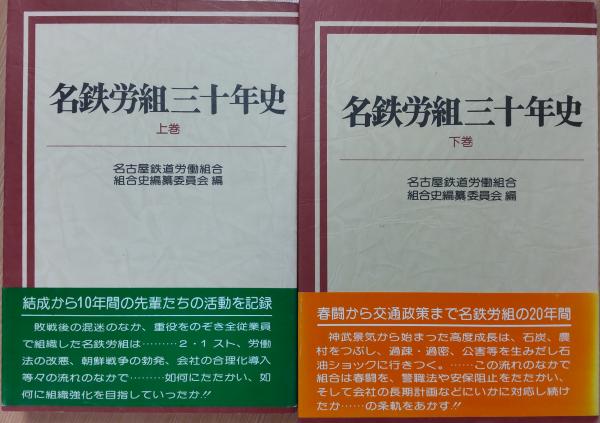 名鉄労組三十年史
上巻
名古屋鉄道労働組合
組合史編纂委員会 編
結成から10年間の先輩たちの活動を記録
敗戦後の混迷のなか、重役をのぞき全従業員
で組織した名鉄労組は………2・1スト、労働
法の改悪、朝鮮戦争の勃発、会社の合理化導入
等々の流れのなかで………如何にたたかい、如
何に組織強化を目指していったか!!
名鉄労組三十年史
下巻
名古屋鉄道労働組合
組合史編纂委員会 編
春闘から交通政策まで名鉄労組の20年間
神武景気から始まった高度成長は、石炭、農
村をつぶし、過疎・過密、公害等を生みだし石
油ショックに行きつく。……この流れのなかで
組合は春闘を、警職法や安保阻止をたたかい、
そして会社の長期計画などにいかに対応し続け
たか……の条軌をあかす!!